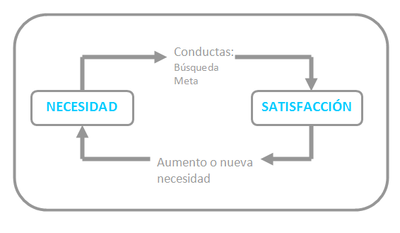 Conductas:
Búsqueda
Meta
NECESIDAD
SATISFACCIÓN
Aumento o nueva
necesidad